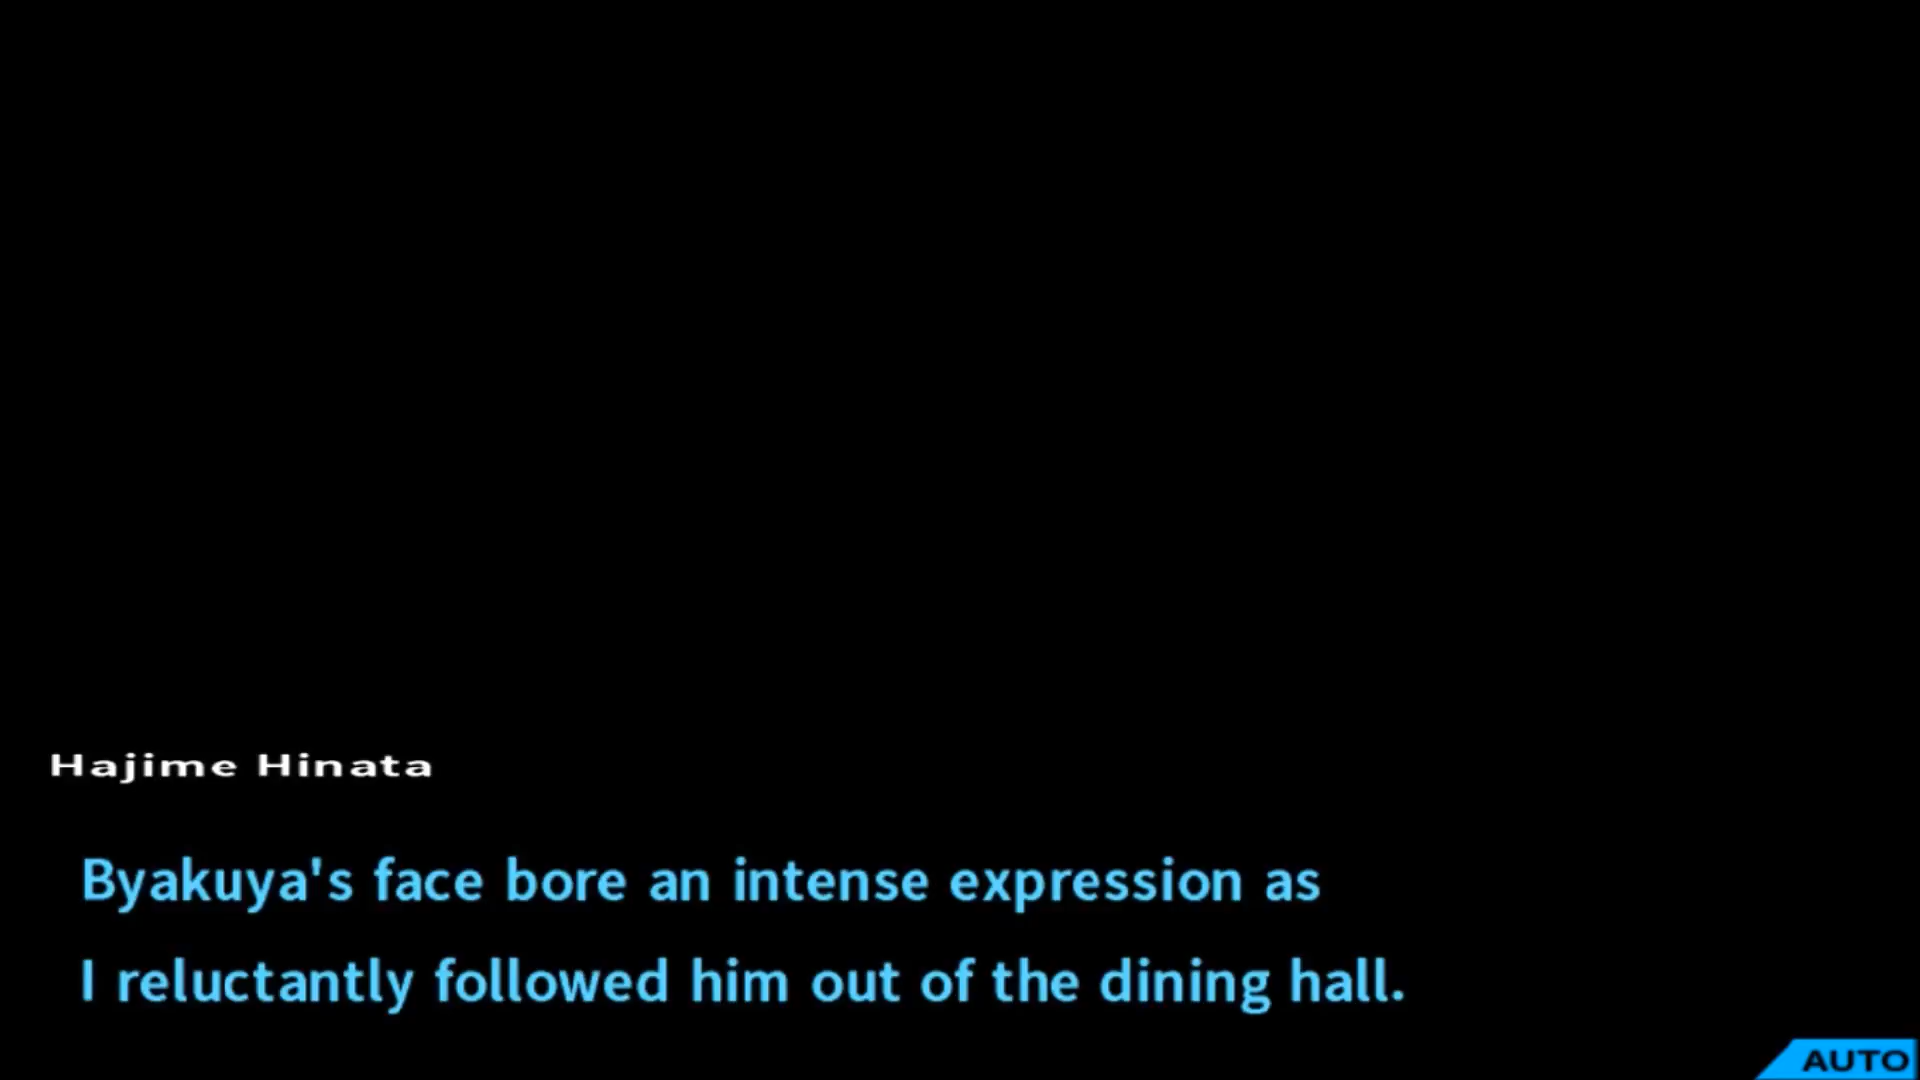 Hajime Hinata
Byakuya's face bore an intense expression as
I reluctantly followed him out of the dining hall.
AUTO